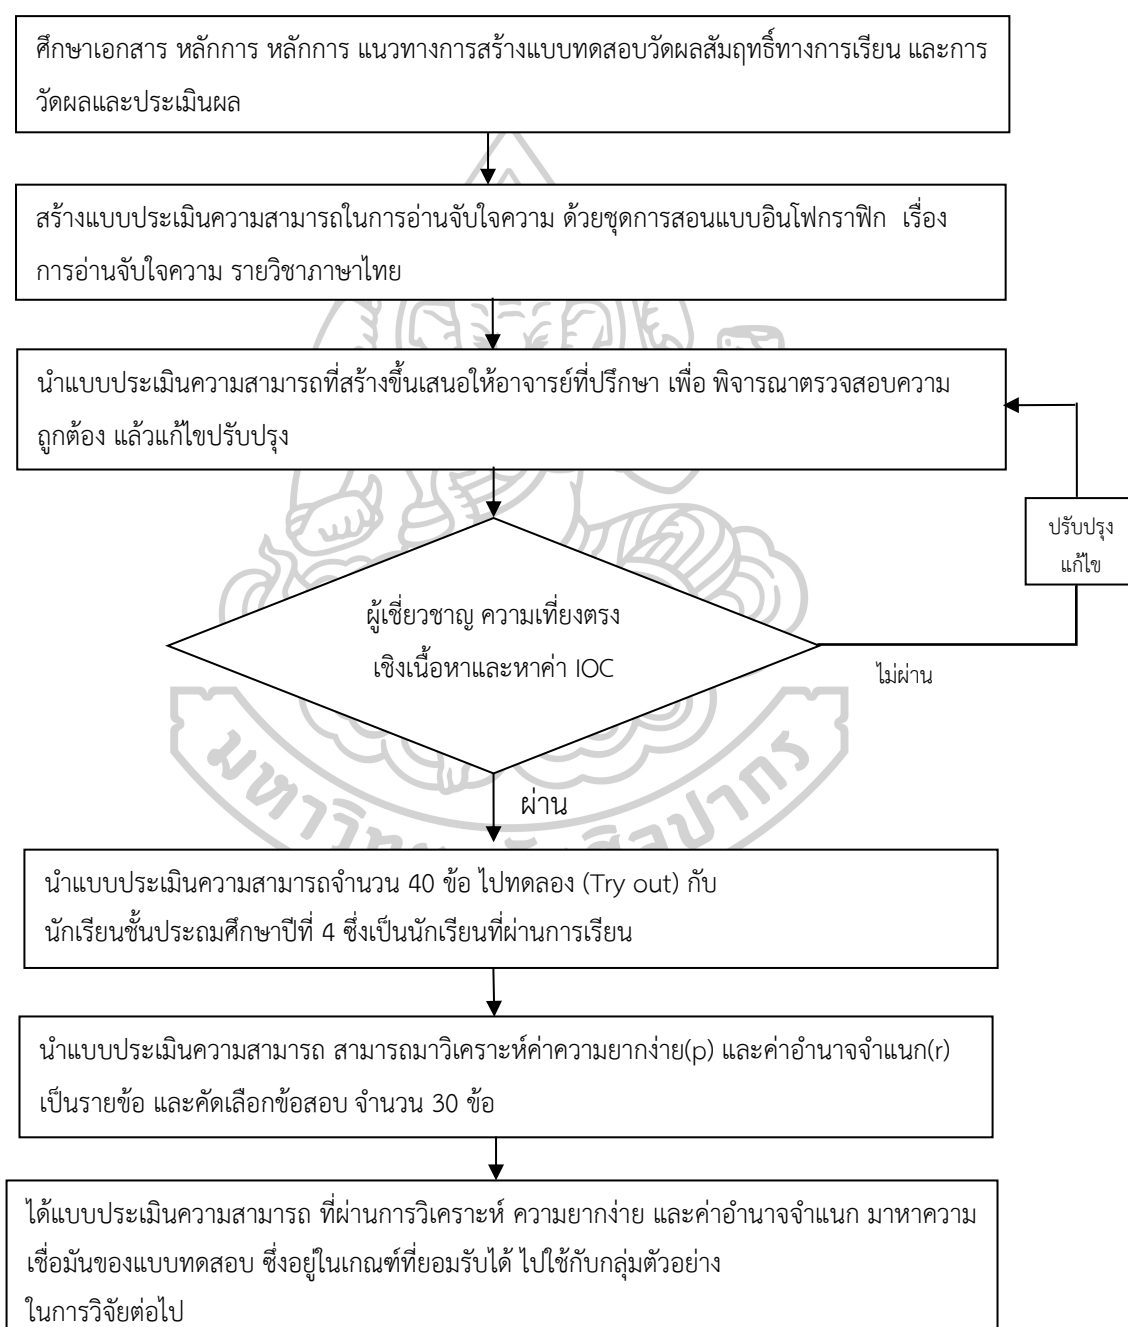 ศึกษาเอกสาร หลักการ หลักการ แนวทางการสร้างแบบทดสอบวัดผลสัมฤทธิ์ทางการเรียน และการ
วัดผลและประเมินผล
สร้างแบบประเมินความสามารถในการอ่านจับใจความ ด้วยชุดการสอนแบบอินโฟกราฟิก เรื่อง
การอ่านจับใจความ รายวิชาภาษาไทย
นำแบบประเมินความสามารถที่สร้างขึ้นเสนอให้อาจารย์ที่ปรึกษา เพื่อ พิจารณาตรวจสอบความ
ถูกต้อง แล้วแก้ไขปรับปรุง
ปรับปรุง
แก้ไข
ผู้เชี่ยวชาญ ความเที่ยงตรง
เชิงเนื้อหาและหาค่า IOC
ไม่ผ่าน
ผ่าน
นำแบบประเมินความสามารถจำนวน 40 ข้อ ไปทดลอง (Try out) กับ
นักเรียนชั้นประถมศึกษาปีที่ 4 ซึ่งเป็นนักเรียนที่ผ่านการเรียน
นำแบบประเมินความสามารถ สามารถมาวิเคราะห์ค่าความยากง่าย(p) และค่าอำนาจจำแนก(r)
เป็นรายข้อ และคัดเลือกข้อสอบ จำนวน 30 ข้อ
ได้แบบประเมินความสามารถ ที่ผ่านการวิเคราะห์ ความยากง่าย และค่าอำนาจจำแนก มาหาความ
เชื่อมันของแบบทดสอบ ซึ่งอยู่ในเกณฑ์ที่ยอมรับได้ ไปใช้กับกลุ่มตัวอย่าง
ในการวิจัยต่อไป